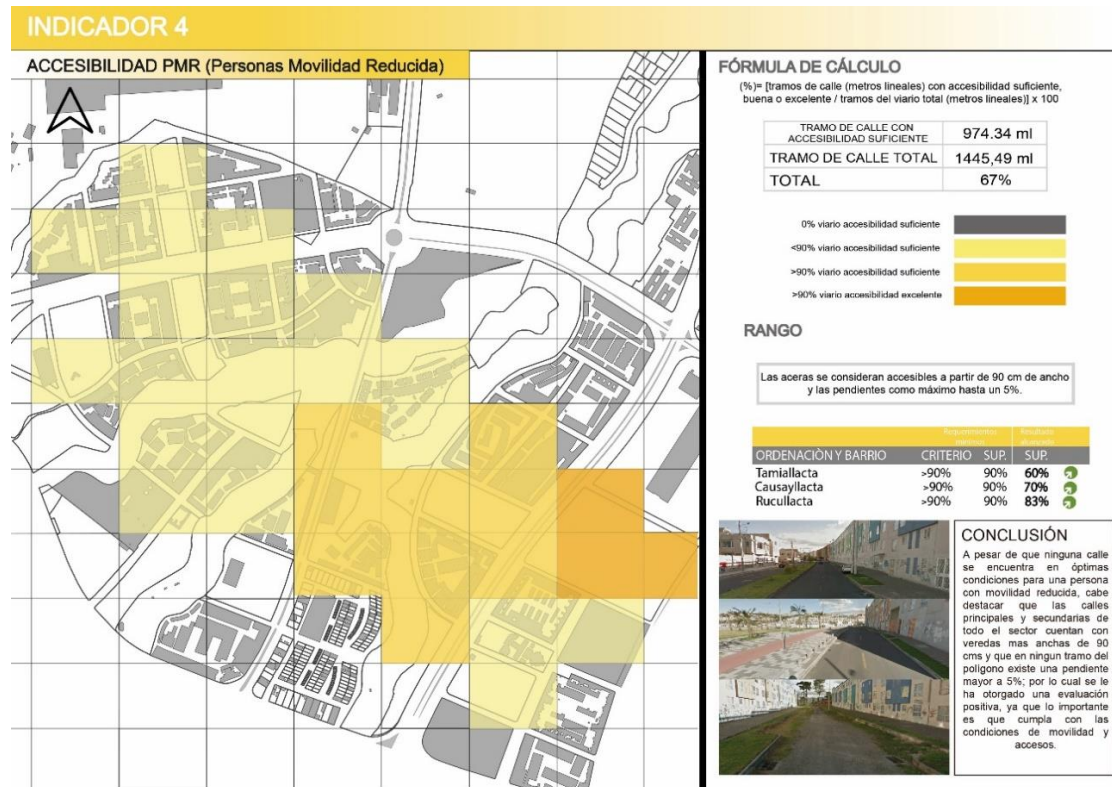 INDICADOR 4
ACCESIBILIDAD PMR (Personas Movilidad Reducida)
FÓRMULA DE CÁLCULO
(%)= [tramos de calle (metros lineales) con accesibilidad suficiente,
buena o excelente / tramos del viario total (metros lineales)] x 100
TRAMO DE CALLE CON
ACCESIBILIDAD SUFICIENTE 974.34 ml
TRAMO DE CALLE TOTAL 1445,49 ml
TOTAL 67%
0% viario accesibilidad suficiente
<90% viario accesibilidad suficiente
>90% viario accesibilidad suficiente
>90% viario accesibilidad excelente
RANGO
Las aceras se consideran accesibles a partir de 90 cm de ancho
y las pendientes como máximo hasta un 5%.
Requerimientos Resultado
mínimos alcanzado
ORDENACIÒN Y BARRIO CRITERIO SUP. SUP.
Tamiallacta >90% 90% 60%
Causayllacta >90% 90% 70%
Rucullacta >90% 90% 83%
CONCLUSIÓN
A pesar de que ninguna calle
se encuentra en óptimas
condiciones para una persona
con movilidad reducida, cabe
destacar que las calles
principales y secundarias de
todo el sector cuentan con
veredas mas anchas de 90
cms y que en ningun tramo del
polígono existe una pendiente
mayor a 5%; por lo cual se le
ha otorgado una evaluación
positiva, ya que lo importante
es que cumpla con las
condiciones de movilidad y
accesos.